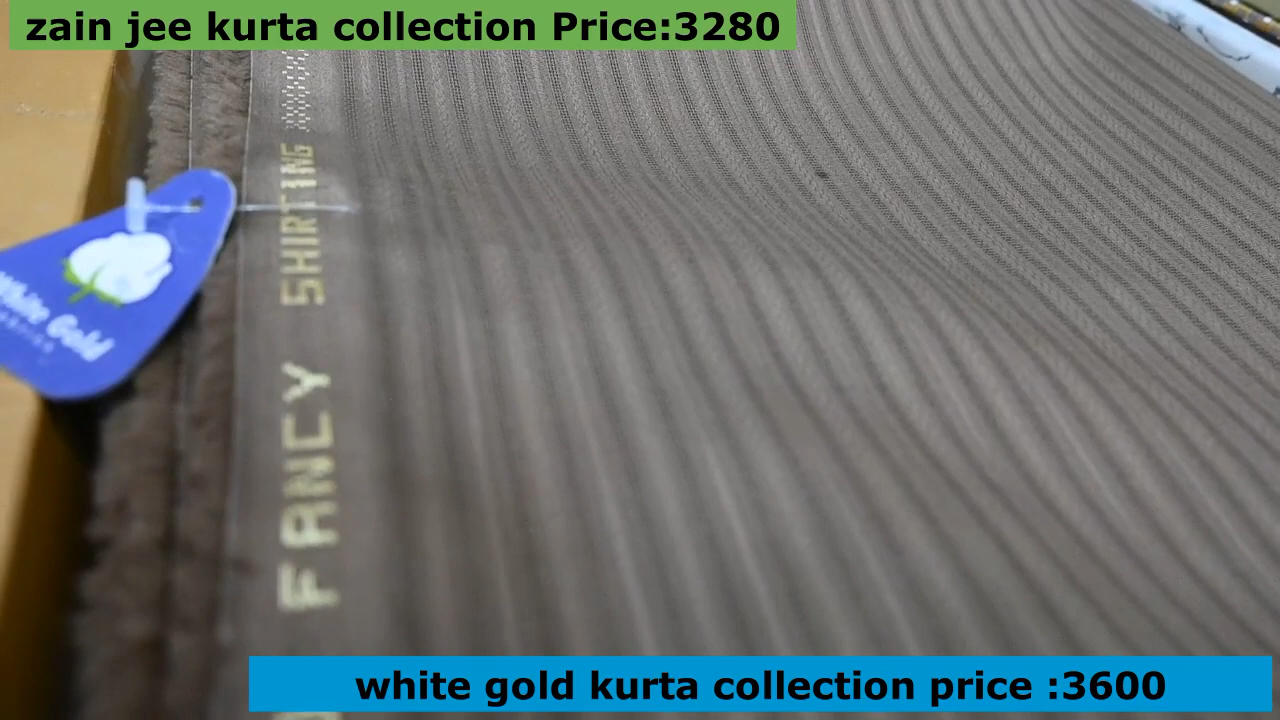 zain jee kurta collection Price:3280
FANCY SHIRTING
White Gold
white gold kurta collection price :3600